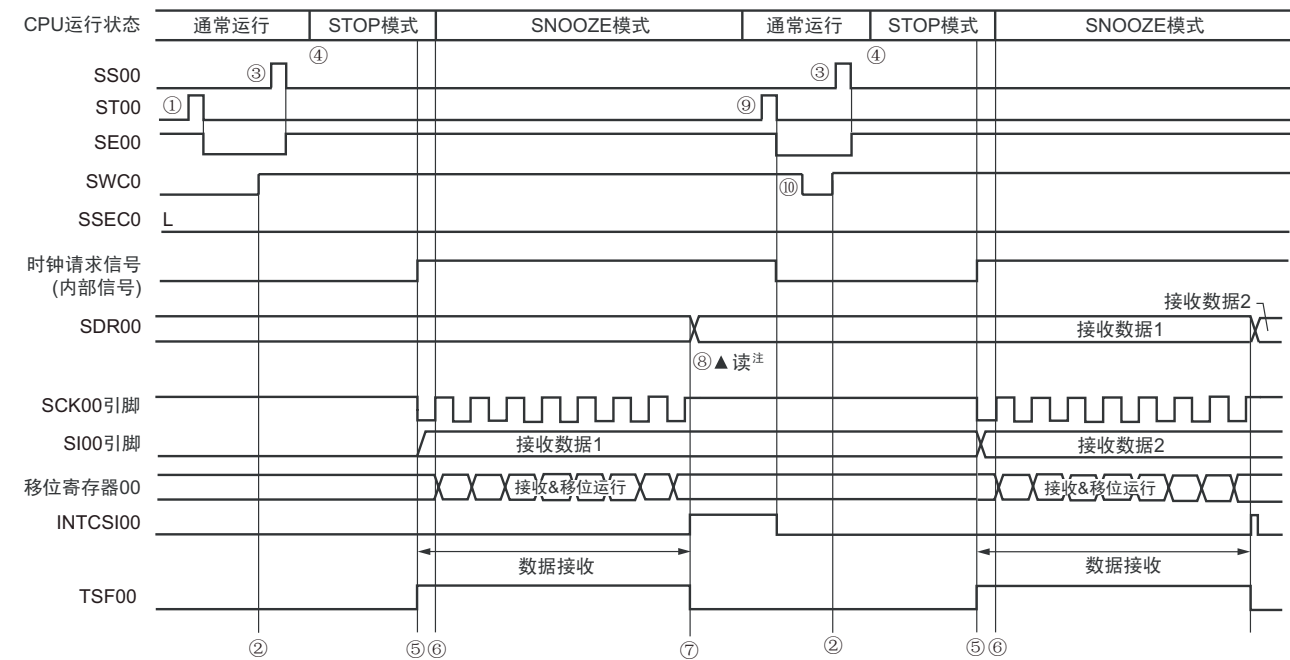 CPU运行状态 通常运行 STOP模式 SNOOZE模式 通常运行 STOP模式 SNOOZE模式
④ ④
SS00 ③ ③
ST00 ① ⑨
SE00
SWC0 ⑩
SSEC0 L
时钟请求信号
(内部信号)
接收数据2
SDR00 接收数据1
⑧▲读注
SCK00引脚
SI00引脚 接收数据1 接收数据2
移位寄存器00 接收&移位运行 接收&移位运行
INTCSI00
数据接收 数据接收
TSF00
② ⑤⑥ ⑦ ② ⑤⑥